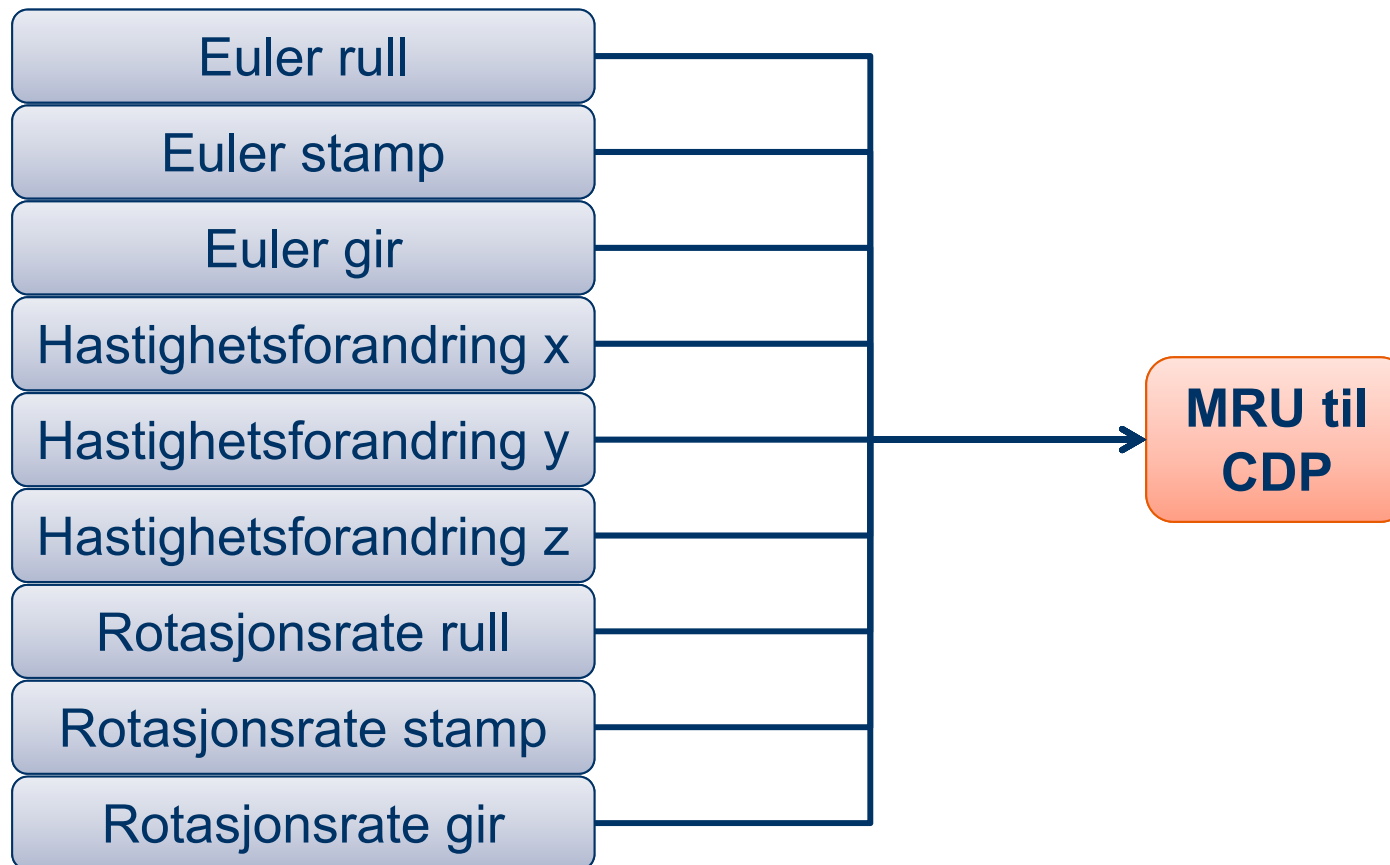 Euler rull
Euler stamp
Euler gir
Hastighetsforandring x
Hastighetsforandring y
Hastighetsforandring z
Rotasjonsrate rull
Rotasjonsrate stamp
Rotasjonsrate gir
MRU til
CDP